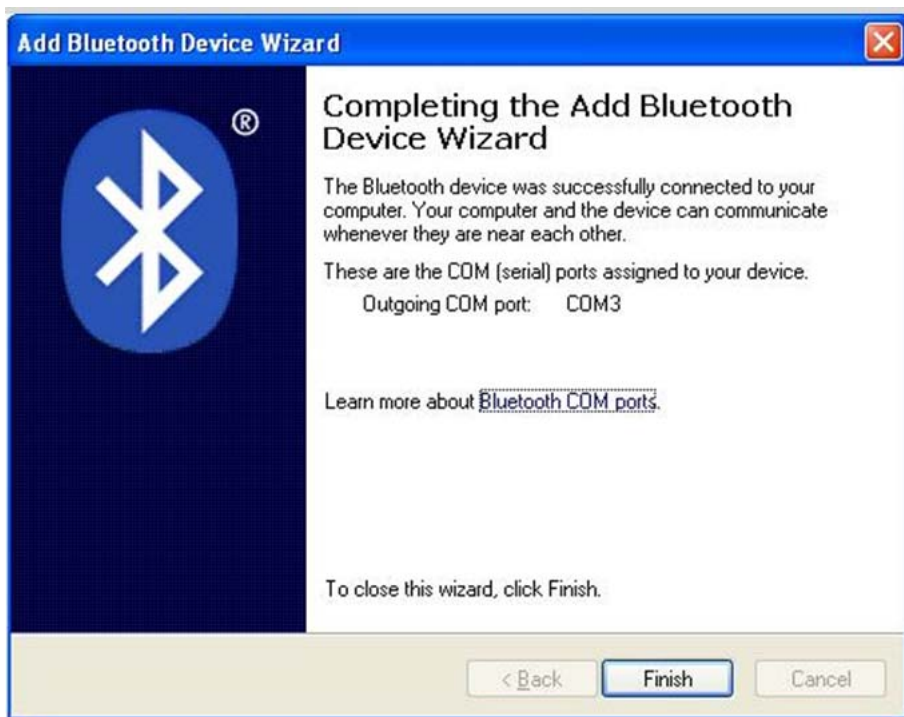 Add Bluetooth Device Wizard
®
Completing the Add Bluetooth
Device Wizard
The Bluetooth device was successfully connected to your
computer. Your computer and the device can communicate
whenever they are near each other.
These are the COM (serial) ports assigned to your device.
Outgoing COM port: COM3
Learn more about Bluetooth COM ports.
To close this wizard, click Finish.
< Back Finish Cancel